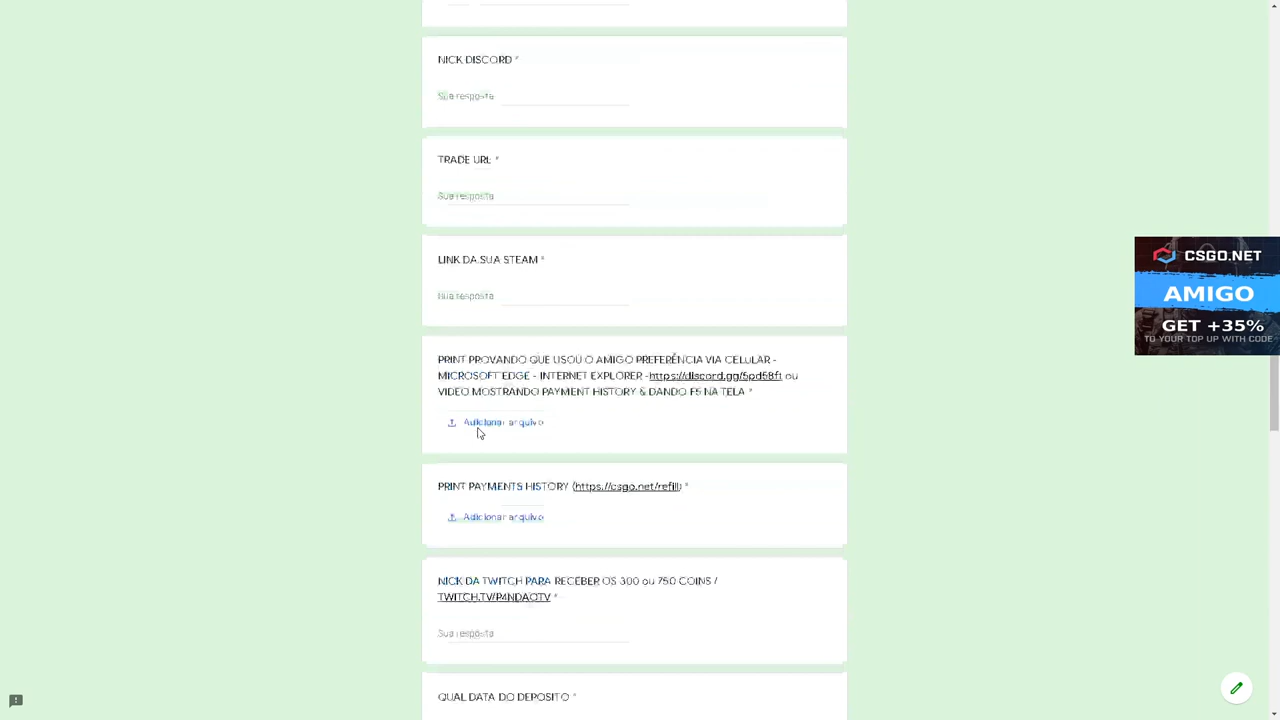 NICK DISCORD *
Sua resposta
TRADE URL *
Sua resposta
LINK DA SUA STEAM *
Sua resposta
PRINT PROVANDO QUE USOU O AMIGO PREFERÊNCIA VIA CELULAR -
MICROSOFT EDGE - INTERNET EXPLORER -https://discord.gg/5pd58f1 ou
VIDEO MOSTRANDO PAYMENT HISTORY & DANDO F5 NA TELA *
Adicionar arquivo
PRINT PAYMENTS HISTORY (https://csgo.net/refill) *
Adicionar arquivo
NICK DA TWITCH PARA RECEBER OS 300 ou 750 COINS /
TWITCH.TV/P4NDAOTV *
Sua resposta
QUAL DATA DO DEPOSITO *
CSGO.NET
AMIGO
GET +35%
TO YOUR TOP UP WITH CODE